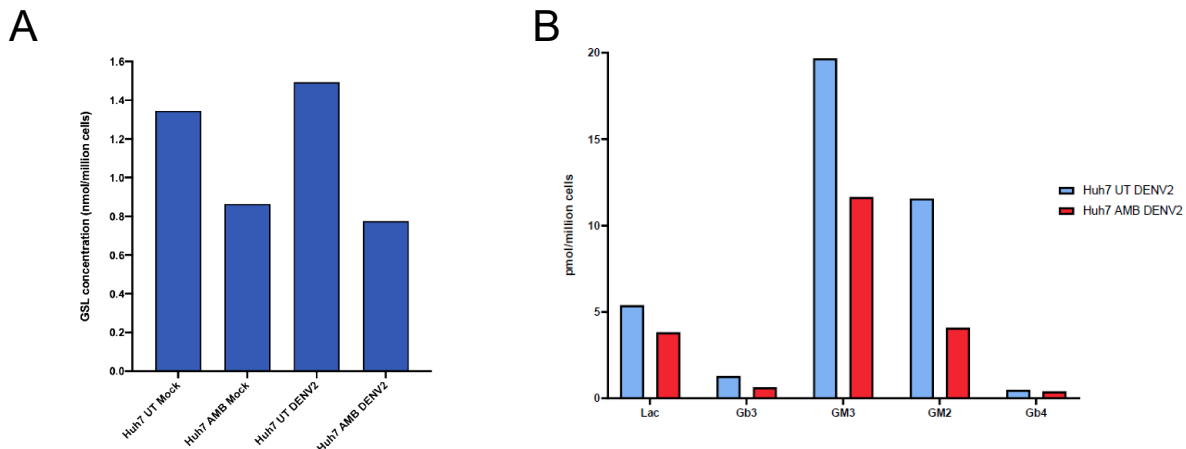 A
GSL concentration (nmol/million cells)
1.6
1.4
1.2
1.0
0.8
0.6
0.4
0.2
0.0
Huh7 UT Mock
Huh7 AMB Mock
Huh7 UT DENV2
Huh7 AMB DENV2
B
pmol/million cells
20
15
10
5
0
Lac
Gb3
GM3
GM2
Gb4
Huh7 UT DENV2
Huh7 AMB DENV2